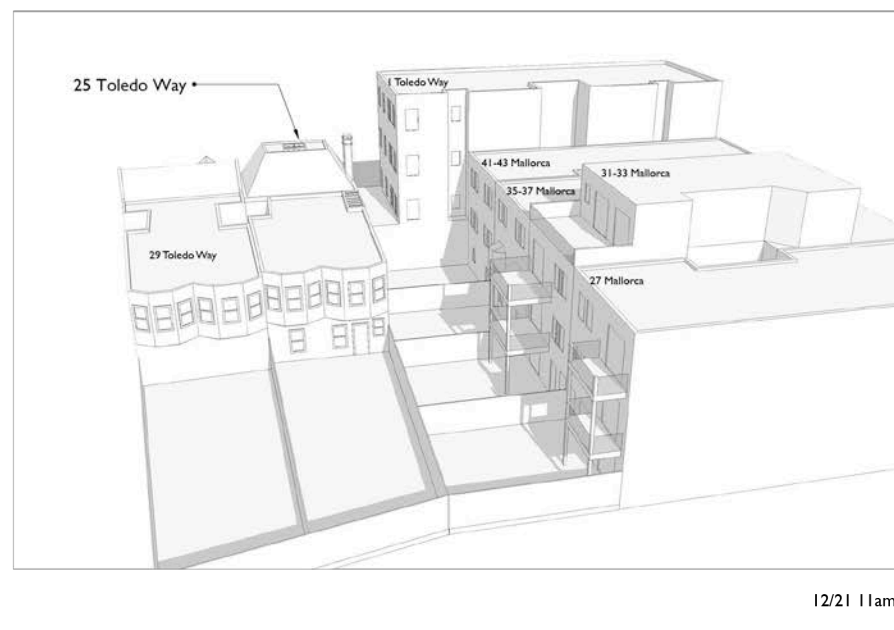 25 Toledo Way
1 Toledo Way
41-43 Mallorca
31-33 Mallorca
35-37 Mallorca
29 Toledo Way
27 Mallorca
12/21 11am